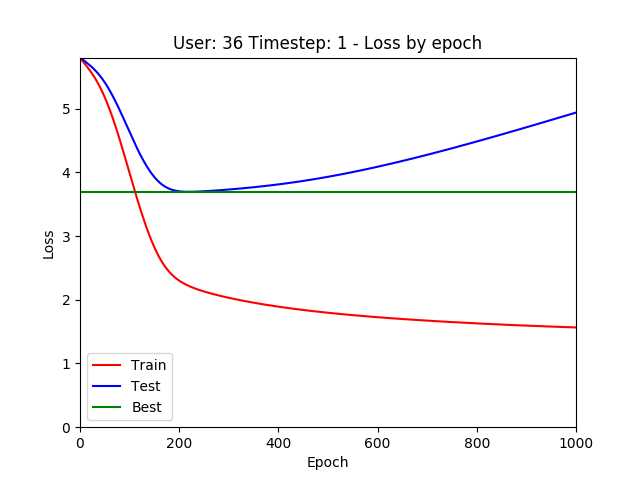 User: 36 Timestep: 1 - Loss by epoch
5
4
3
2
1
0
Loss
Train
Test
Best
0 200 400 600 800 1000
Epoch